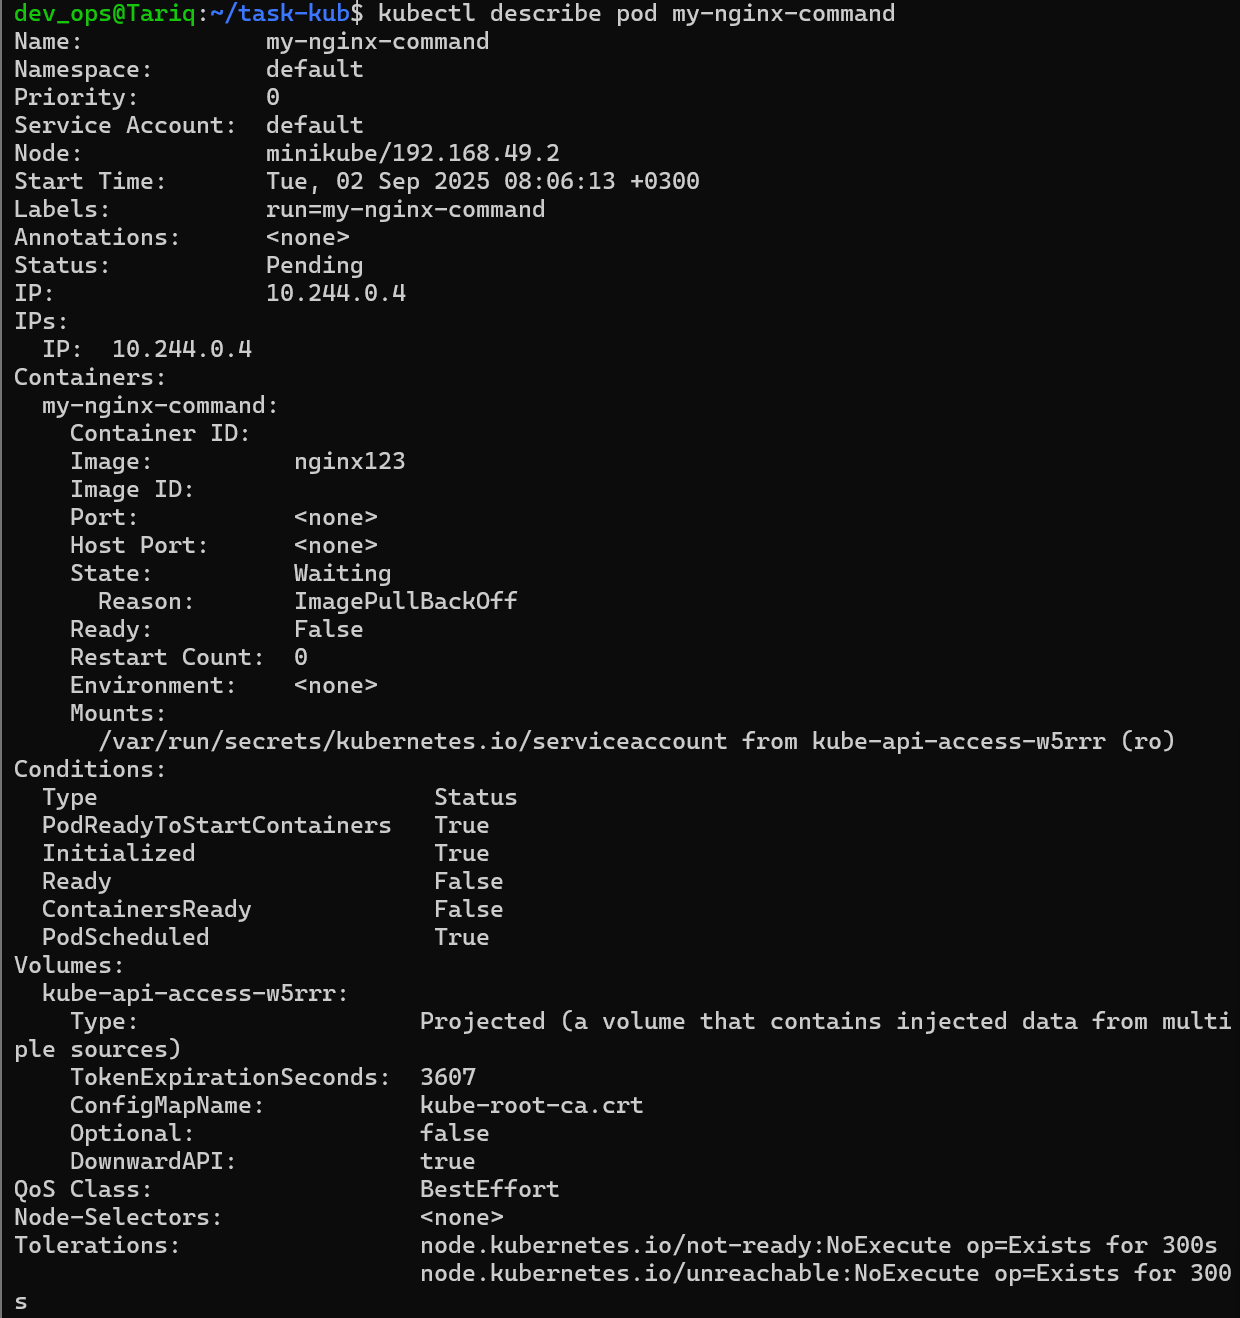 dev_ops@Tariq:~/task-kub$ kubectl describe pod my-nginx-command
Name:             my-nginx-command
Namespace:        default
Priority:         0
Service Account:  default
Node:             minikube/192.168.49.2
Start Time:       Tue, 02 Sep 2025 08:06:13 +0300
Labels:           run=my-nginx-command
Annotations:      <none>
Status:           Pending
IP:               10.244.0.4
IPs:
  IP:  10.244.0.4
Containers:
  my-nginx-command:
    Container ID:
    Image:          nginx123
    Image ID:
    Port:           <none>
    Host Port:      <none>
    State:          Waiting
      Reason:       ImagePullBackOff
    Ready:          False
    Restart Count:  0
    Environment:    <none>
    Mounts:
      /var/run/secrets/kubernetes.io/serviceaccount from kube-api-access-w5rrr (ro)
Conditions:
  Type                        Status
  PodReadyToStartContainers   True
  Initialized                 True
  Ready                       False
  ContainersReady             False
  PodScheduled                True
Volumes:
  kube-api-access-w5rrr:
    Type:                    Projected (a volume that contains injected data from multi
ple sources)
    TokenExpirationSeconds:  3607
    ConfigMapName:           kube-root-ca.crt
    Optional:                false
    DownwardAPI:             true
QoS Class:                   BestEffort
Node-Selectors:              <none>
Tolerations:                 node.kubernetes.io/not-ready:NoExecute op=Exists for 300s
                             node.kubernetes.io/unreachable:NoExecute op=Exists for 300
s